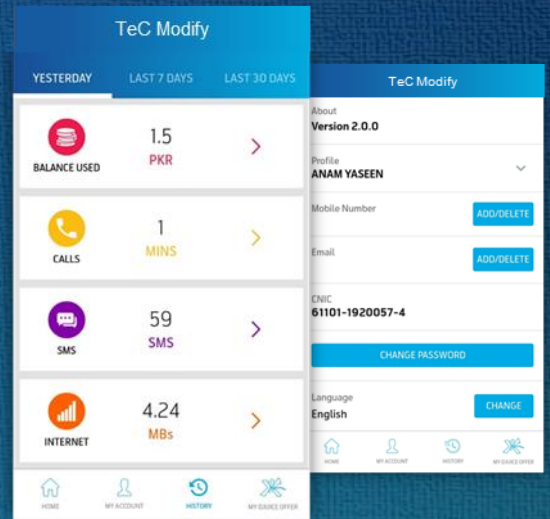 TeC Modify
YESTERDAY LAST 7 DAYS LAST 30 DAYS
BALANCE USED
1.5
PKR
CALLS
1
MINS
SMS
59
SMS
INTERNET
4.24
MBs
HOME MY ACCOUNT HISTORY MY DJUICE OFFER
TeC Modify
About
Version 2.0.0
Profile
ANAM YASEEN
Mobile Number
ADD/DELETE
Email
ADD/DELETE
CNIC
61101-1920057-4
CHANGE PASSWORD
Language
English
CHANGE
HOME MY ACCOUNT HISTORY MY DJUICE OFFER